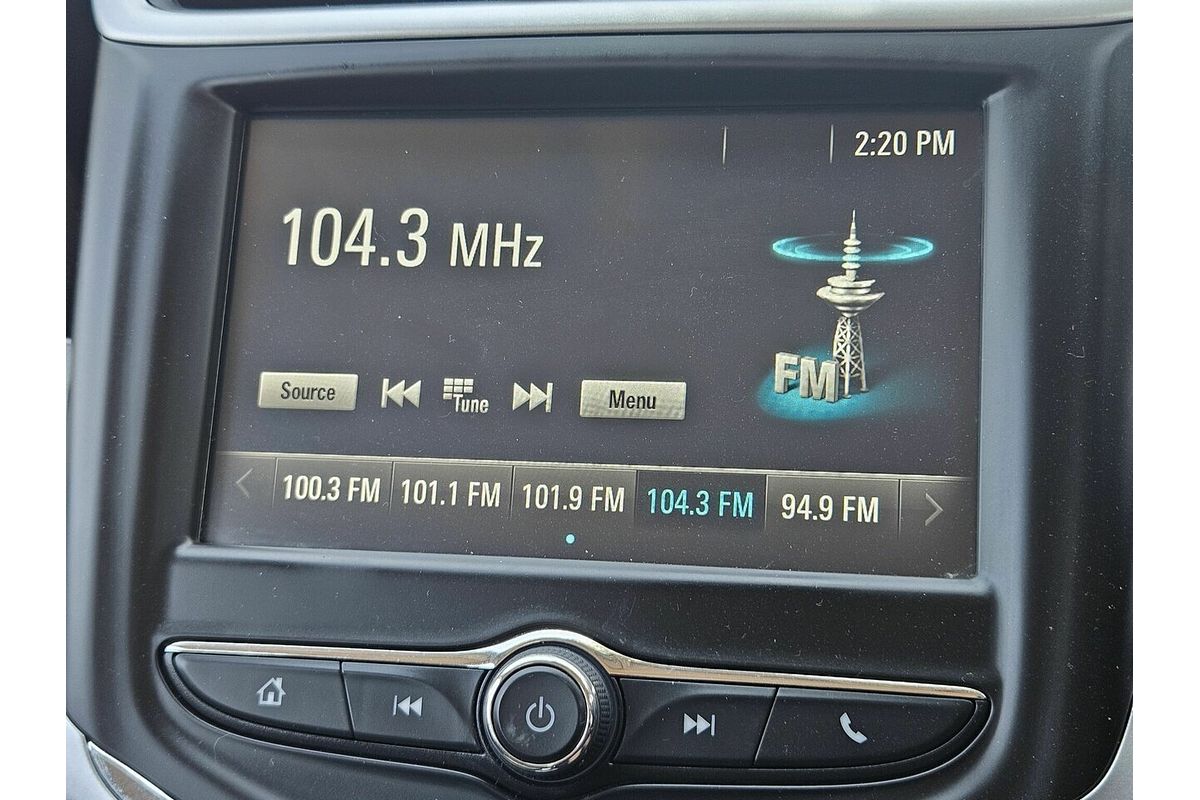 2:20 PM
104.3 MHz
FM
Source
Tune
Menu
100.3 FM
101.1 FM
101.9 FM
104.3 FM
94.9 FM